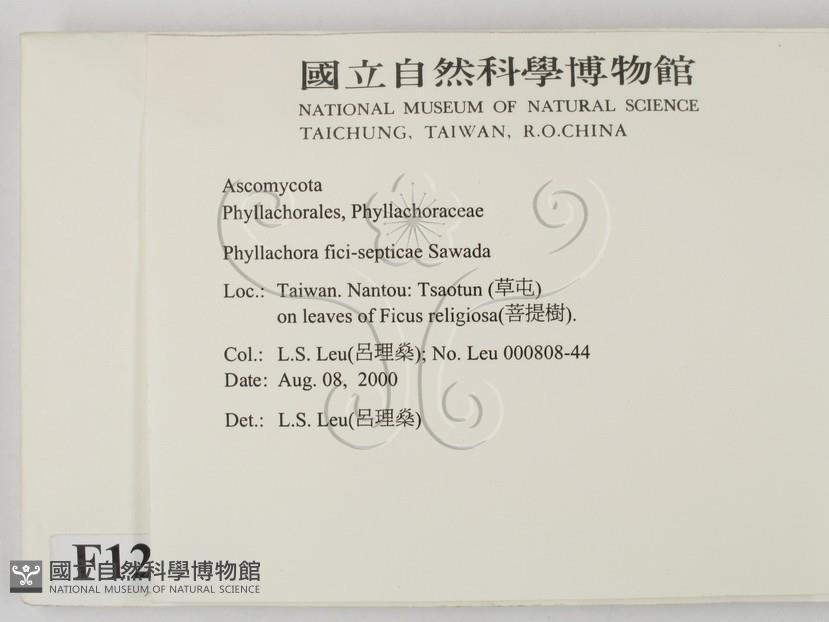 國立自然科學博物館
NATIONAL MUSEUM OF NATURAL SCIENCE
TAICHUNG, TAIWAN, R.O.CHINA
Ascomycota
Phyllachorales, Phyllachoraceae
Phyllachora fici-septicae Sawada
Loc.: Taiwan. Nantou: Tsaotun (草屯)
on leaves of Ficus religiosa(菩提樹).
Col.: L.S. Leu(呂理燊); No. Leu 000808-44
Date: Aug. 08, 2000
Det.: L.S. Leu(呂理燊)
F12
國立自然科學博物館
NATIONAL MUSEUM OF NATURAL SCIENCE